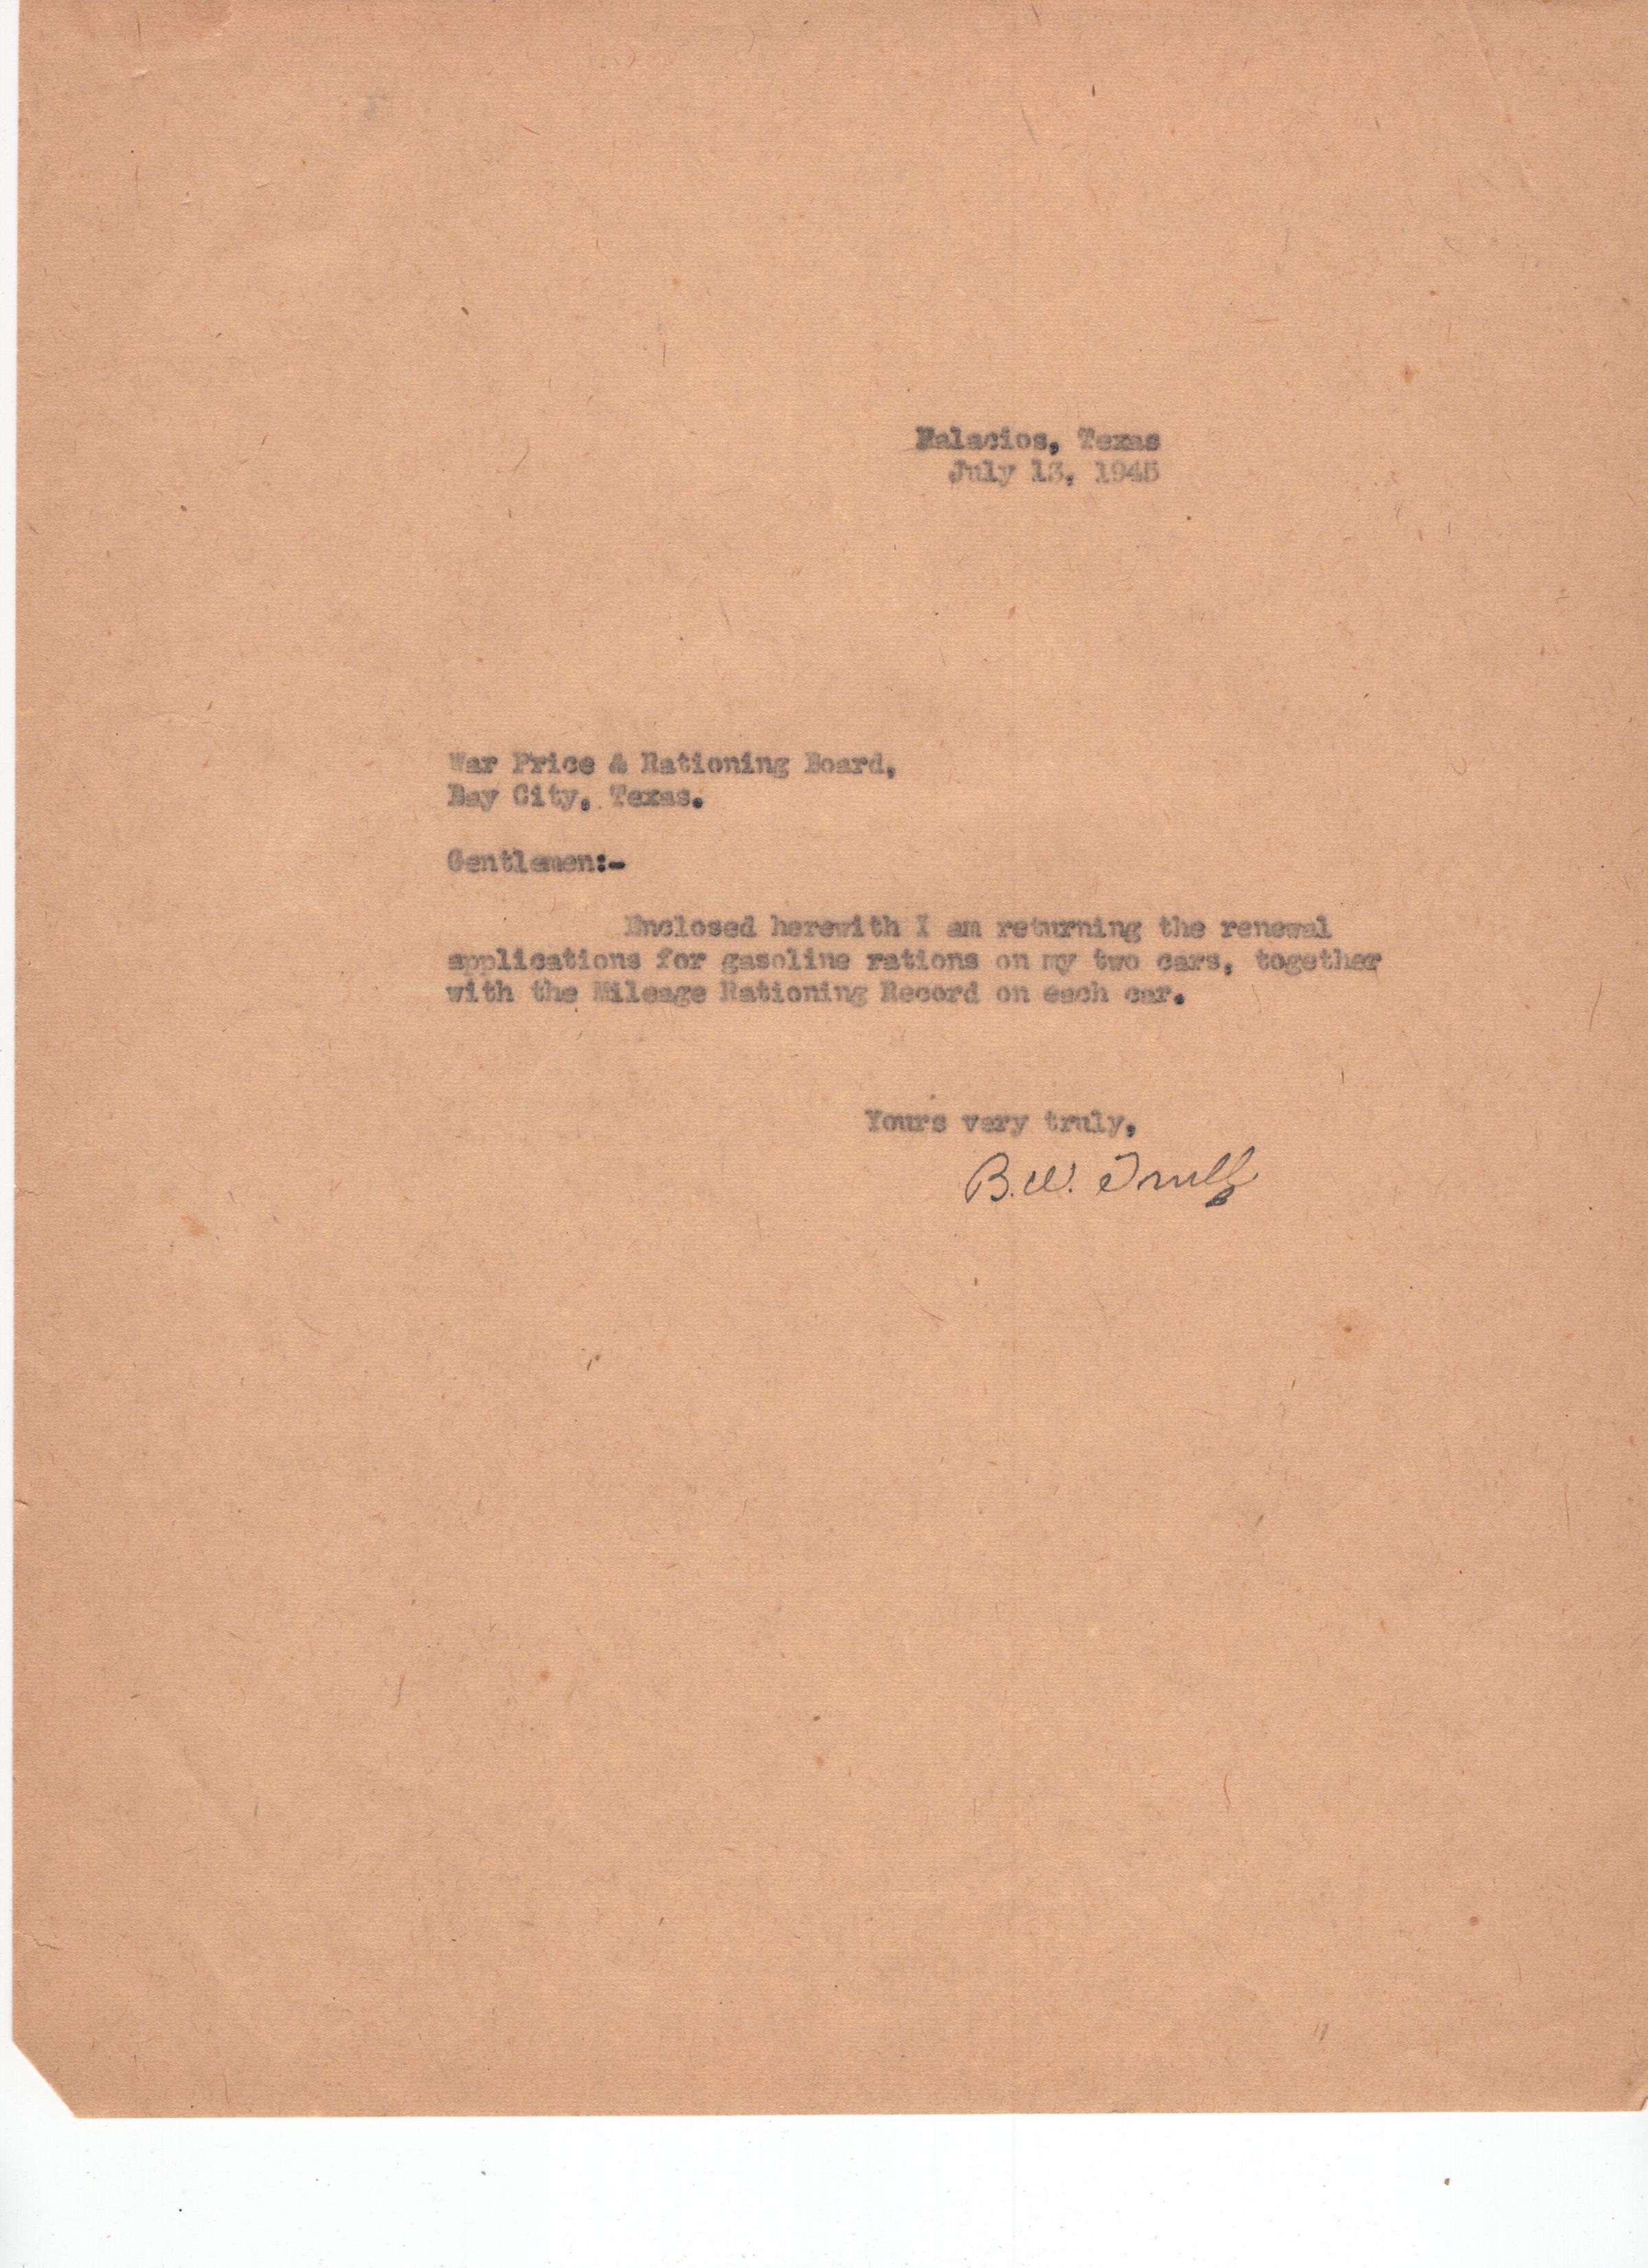 Palacios, Texas
July 13, 1945
War Price & Rationing Board,
Bay City, Texas.
Gentlemen:-
Enclosed herewith I am returning the renewal
applications for gasoline rations on my two cars, together
with the Mileage Rationing Record on each car.
Yours very truly,
B.W. Trull